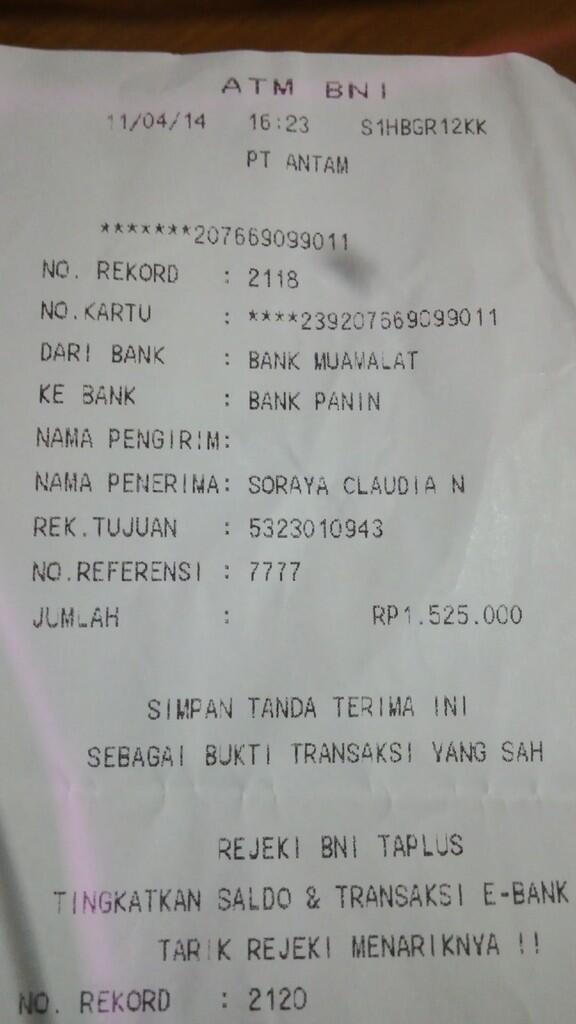 ATM BNI
11/04/14 16:23 S1HBGR12KK
PT ANTAM
*******207669099011
NO. REKORD : 2118
NO.KARTU : ****239207669099011
DARI BANK : BANK MUAMALAT
KE BANK : BANK PANIN
NAMA PENGIRIM:
NAMA PENERIMA: SORAYA CLAUDIA N
REK.TUJUAN : 5323010943
NO.REFERENSI : 7777
JUMLAH : RP1.525.000
SIMPAN TANDA TERIMA INI
SEBAGAI BUKTI TRANSAKSI YANG SAH
REJEKI BNI TAPLUS
TINGKATKAN SALDO & TRANSAKSI E-BANK
TARIK REJEKI MENARIKNYA !!
NO. REKORD : 2120